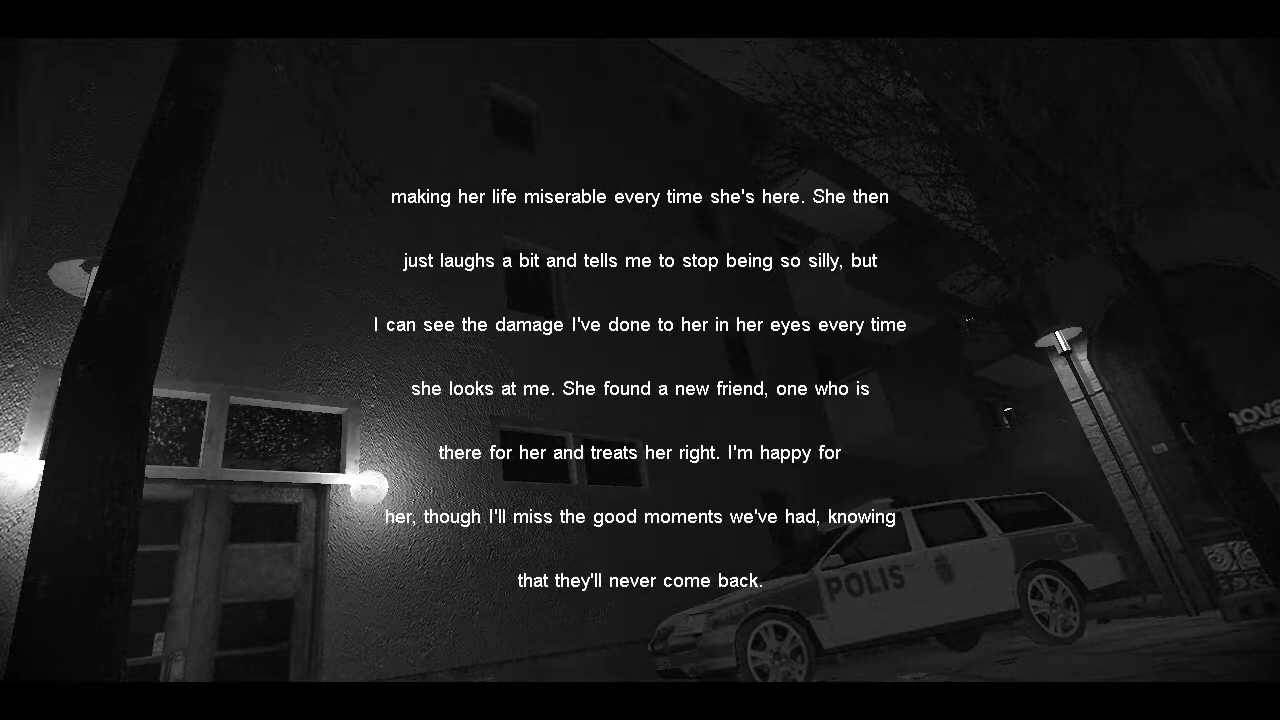 making her life miserable every time she's here. She then
just laughs a bit and tells me to stop being so silly, but
I can see the damage I've done to her in her eyes every time
she looks at me. She found a new friend, one who is
there for her and treats her right. I'm happy for
her, though I'll miss the good moments we've had, knowing
that they'll never come back.
POLIS